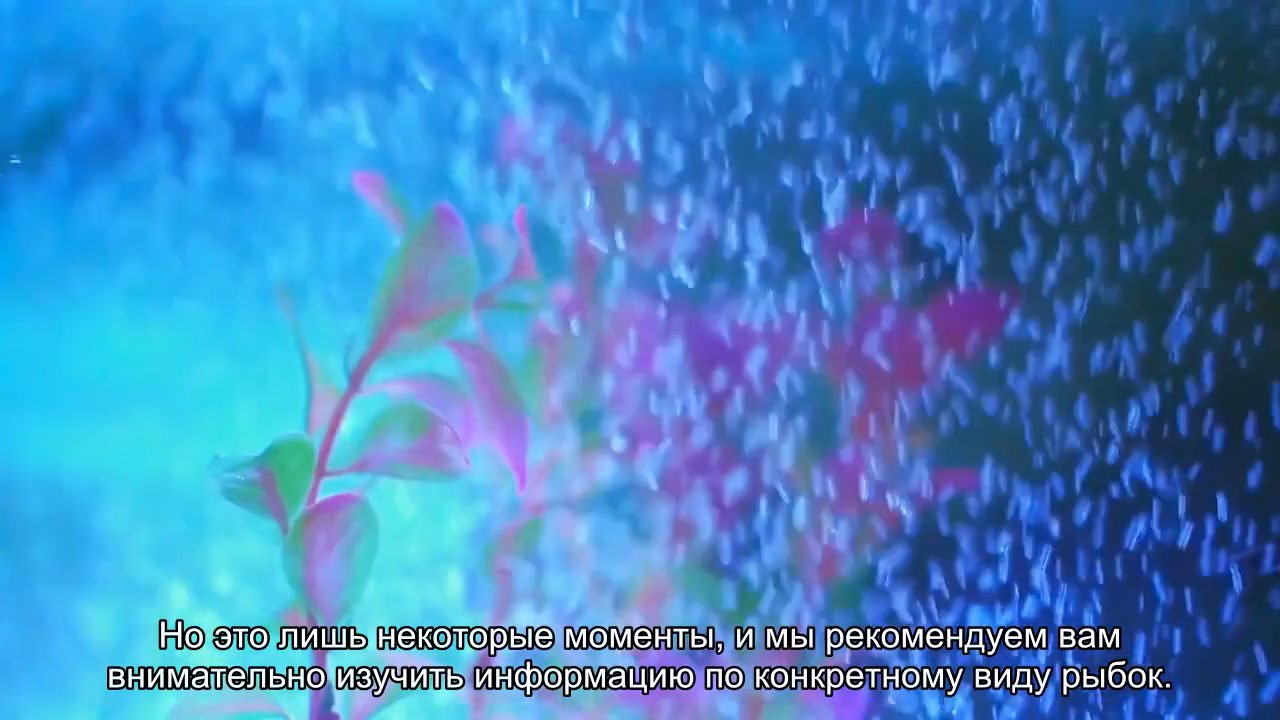 Но это лишь некоторые моменты, и мы рекомендуем вам
внимательно изучить информацию по конкретному виду рыбок.